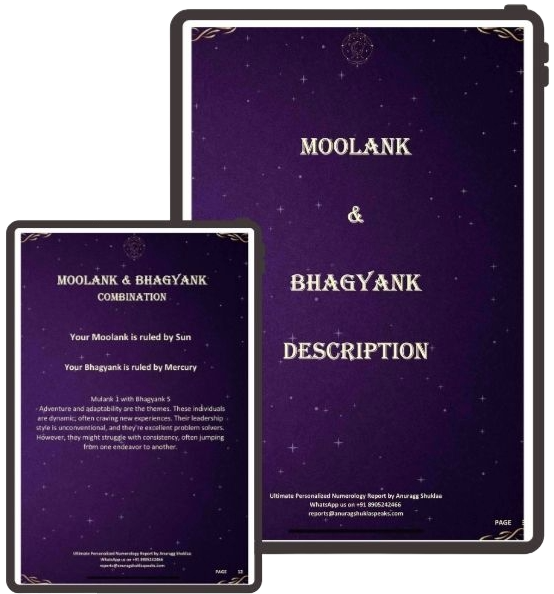 MOOLANK
&
BHAGYANK
DESCRIPTION
Ultimate Personalized Numerology Report by Anuragg Shuklaa
WhatsApp us on +91 8905242466
reports@anuragshuklaspeaks.com
PAGE
MOOLANK & BHAGYANK
COMBINATION
Your Moolank is ruled by Sun
Your Bhagyank is ruled by Mercury
Mulank 1 with Bhagyank 5
Adventure and adaptability are the themes. These individuals
are dynamic, often craving new experiences. Their leadership
style is unconventional, and they're excellent problem solvers.
However, they might struggle with consistency, often jumping
from one endeavor to another.
Ultimate Personalized Numerology Report by Anuragg Shuklaa
WhatsApp us on +91 8905242466
reports@anuragshuklaspeaks.com
PAGE 12